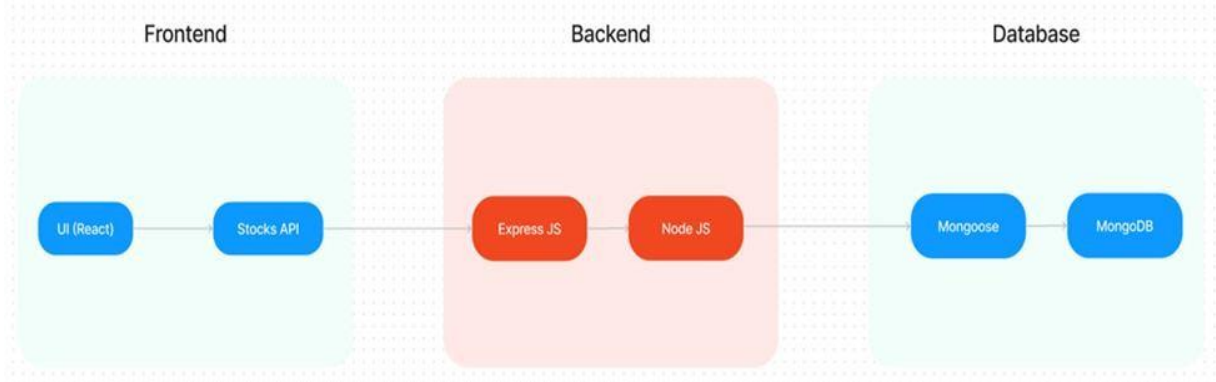 Frontend
Backend
Database
UI (React)
Stocks API
Express JS
Node JS
Mongoose
MongoDB